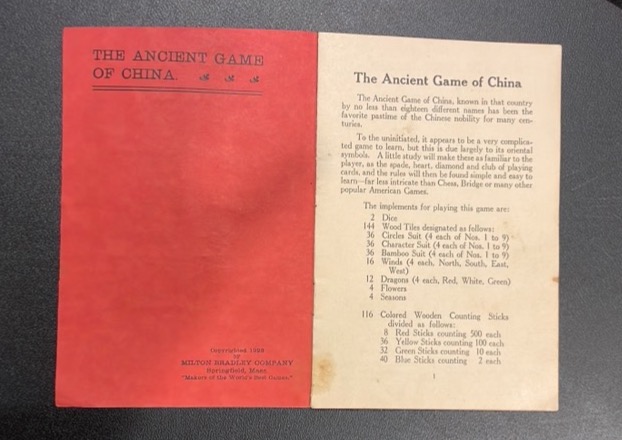 THE ANCIENT GAME
OF CHINA.
Copyrighted
BY
MILTON BRADLEY COMPANY
Springfield, Mass.
"Makers of the World's Best Games."
The Ancient Game of China
The Ancient Game of China, known in that country
by no less than eighteen different names has been the
favorite pastime of the Chinese nobility for many cen-
turies.
To the uninitiated, it appears to be a very complica-
ted game to learn, but this is due largely to its oriental
symbols. A little study will make these as familiar to the
player, as the spade, heart, diamond and club of playing
cards, and the rules will then be found simple and easy to
learn—far less intricate than Chess, Bridge or many other
popular American Games.
The implements for playing this game are:
2 Dice
144 Wood Tiles designated as follows:
36 Circles Suit (4 each of Nos. 1 to 9)
36 Character Suit (4 each of Nos. 1 to 9)
36 Bamboo Suit (4 each of Nos. 1 to 9)
16 Winds (4 each, North, South, East,
West)
12 Dragons (4 each, Red, White, Green)
4 Flowers
4 Seasons
116 Colored Wooden Counting Sticks
divided as follows:
8 Red Sticks counting 500 each
36 Yellow Sticks counting 100 each
32 Green Sticks counting 10 each
40 Blue Sticks counting 2 each
1